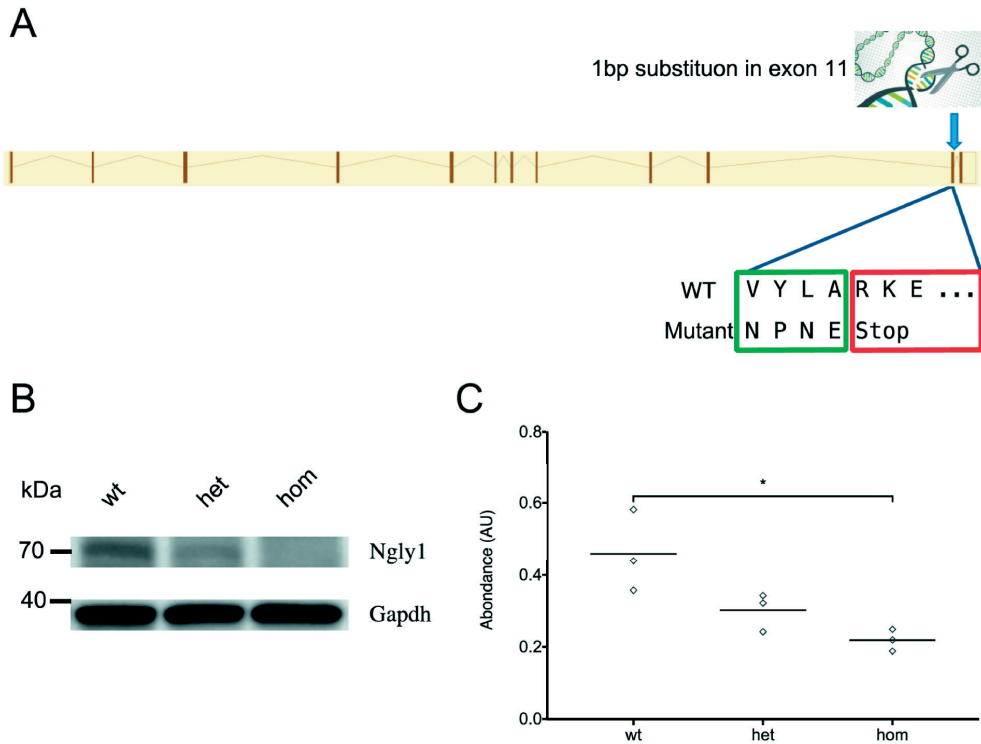 A
1bp substituon in exon 11
WT V Y L A R K E ...
Mutant N P N E Stop
B
kDa
wt het hom
70 Ngly1
40
Gapdh
C
0.8
0.6
0.4
0.2
0.0
Abondance (AU)
*
wt het hom